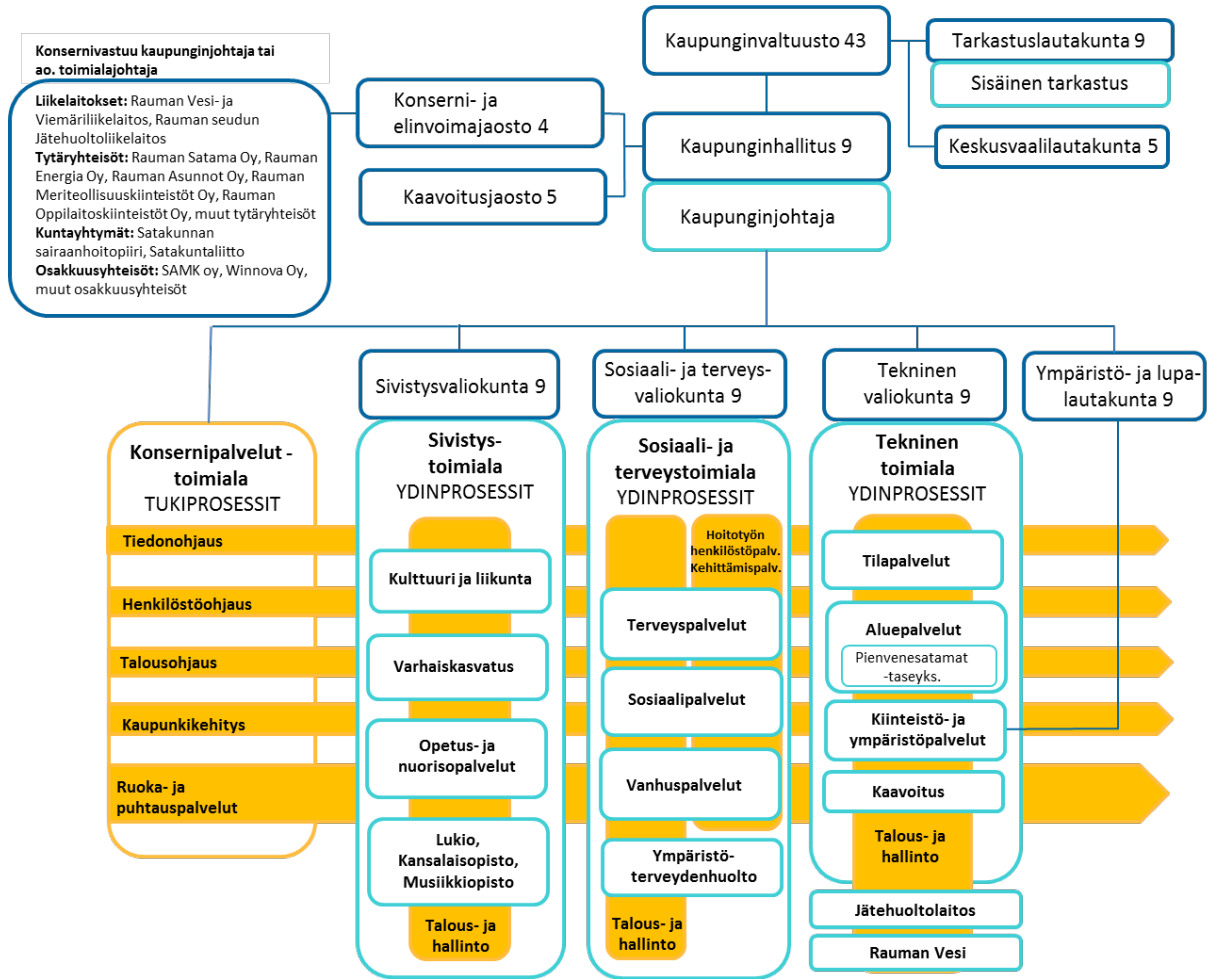 Konsernivastuu kaupunginjohtaja tai
ao. toimialajohtaja
Liikelaitokset: Rauman Vesi- ja
Viemäriliikelaitos, Rauman seudun
Jätehuoltoliikelaitos
Tytäryhteisöt: Rauman Satama Oy, Rauman
Energia Oy, Rauman Asunnot Oy, Rauman
Meriteollisuuskiinteistöt Oy, Rauman
Oppilaitoskiinteistöt Oy, muut tytäryhteisöt
Kuntayhtymät: Satakunnan
sairaanhoitopiiri, Satakuntaliitto
Osakkuusyhteisöt: SAMK oy, Winnova Oy,
muut osakkuusyhteisöt
Konserni- ja
elinvoimajaosto 4
Kaavoitusjaosto 5
Kaupunginvaltuusto 43
Kaupunginhallitus 9
Kaupunginjohtaja
Tarkastuslautakunta 9
Sisäinen tarkastus
Keskusvaalilautakunta 5
Sivistysvaliokunta 9
Sosiaali- ja terveys-
valiokunta 9
Tekninen
valiokunta 9
Ympäristö- ja lupa-
lautakunta 9
Konsernipalvelut -
toimiala
TUKIPROSESSIT
Tiedonohjaus
Henkilöstöohjaus
Talousohjaus
Kaupunkikehitys
Ruoka- ja
puhtauspalvelut
Sivistys-
toimiala
YDINPROSESSIT
Kulttuuri ja liikunta
Varhaiskasvatus
Opetus- ja
nuorisopalvelut
Lukio,
Kansalaisopisto,
Musiikkiopisto
Talous- ja
hallinto
Sosiaali- ja
terveystoimiala
YDINPROSESSIT
Hoitotyön
henkilöstöpalv.
Kehittämispalv.
Terveyspalvelut
Sosiaalipalvelut
Vanhuspalvelut
Ympäristö-
terveydenhuolto
Talous- ja
hallinto
Tekninen
toimiala
YDINPROSESSIT
Tilapalvelut
Aluepalvelut
Pienvenesatamat
-taseyks.
Kiinteistö- ja
ympäristöpalvelut
Kaavoitus
Talous- ja
hallinto
Jätehuoltolaitos
Rauman Vesi